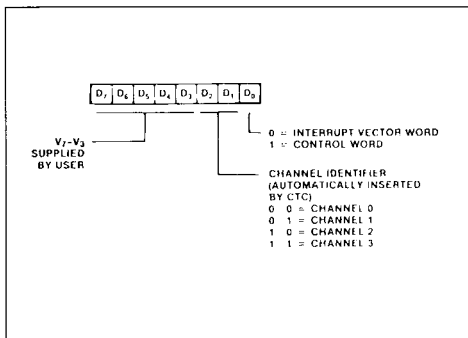 D7 D6 D5 D4 D3 D2 D1 D0
V7-V3
SUPPLIED
BY USER
0 = INTERRUPT VECTOR WORD
1 = CONTROL WORD
CHANNEL IDENTIFIER
(AUTOMATICALLY INSERTED
BY CTC)
0 0 = CHANNEL 0
0 1 = CHANNEL 1
1 0 = CHANNEL 2
1 1 = CHANNEL 3